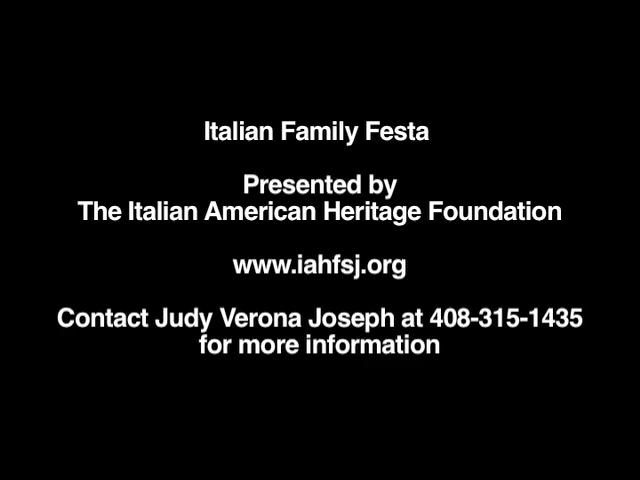 Italian Family Festa
Presented by
The Italian American Heritage Foundation
www.iahfsj.org
Contact Judy Verona Joseph at 408-315-1435
for more information